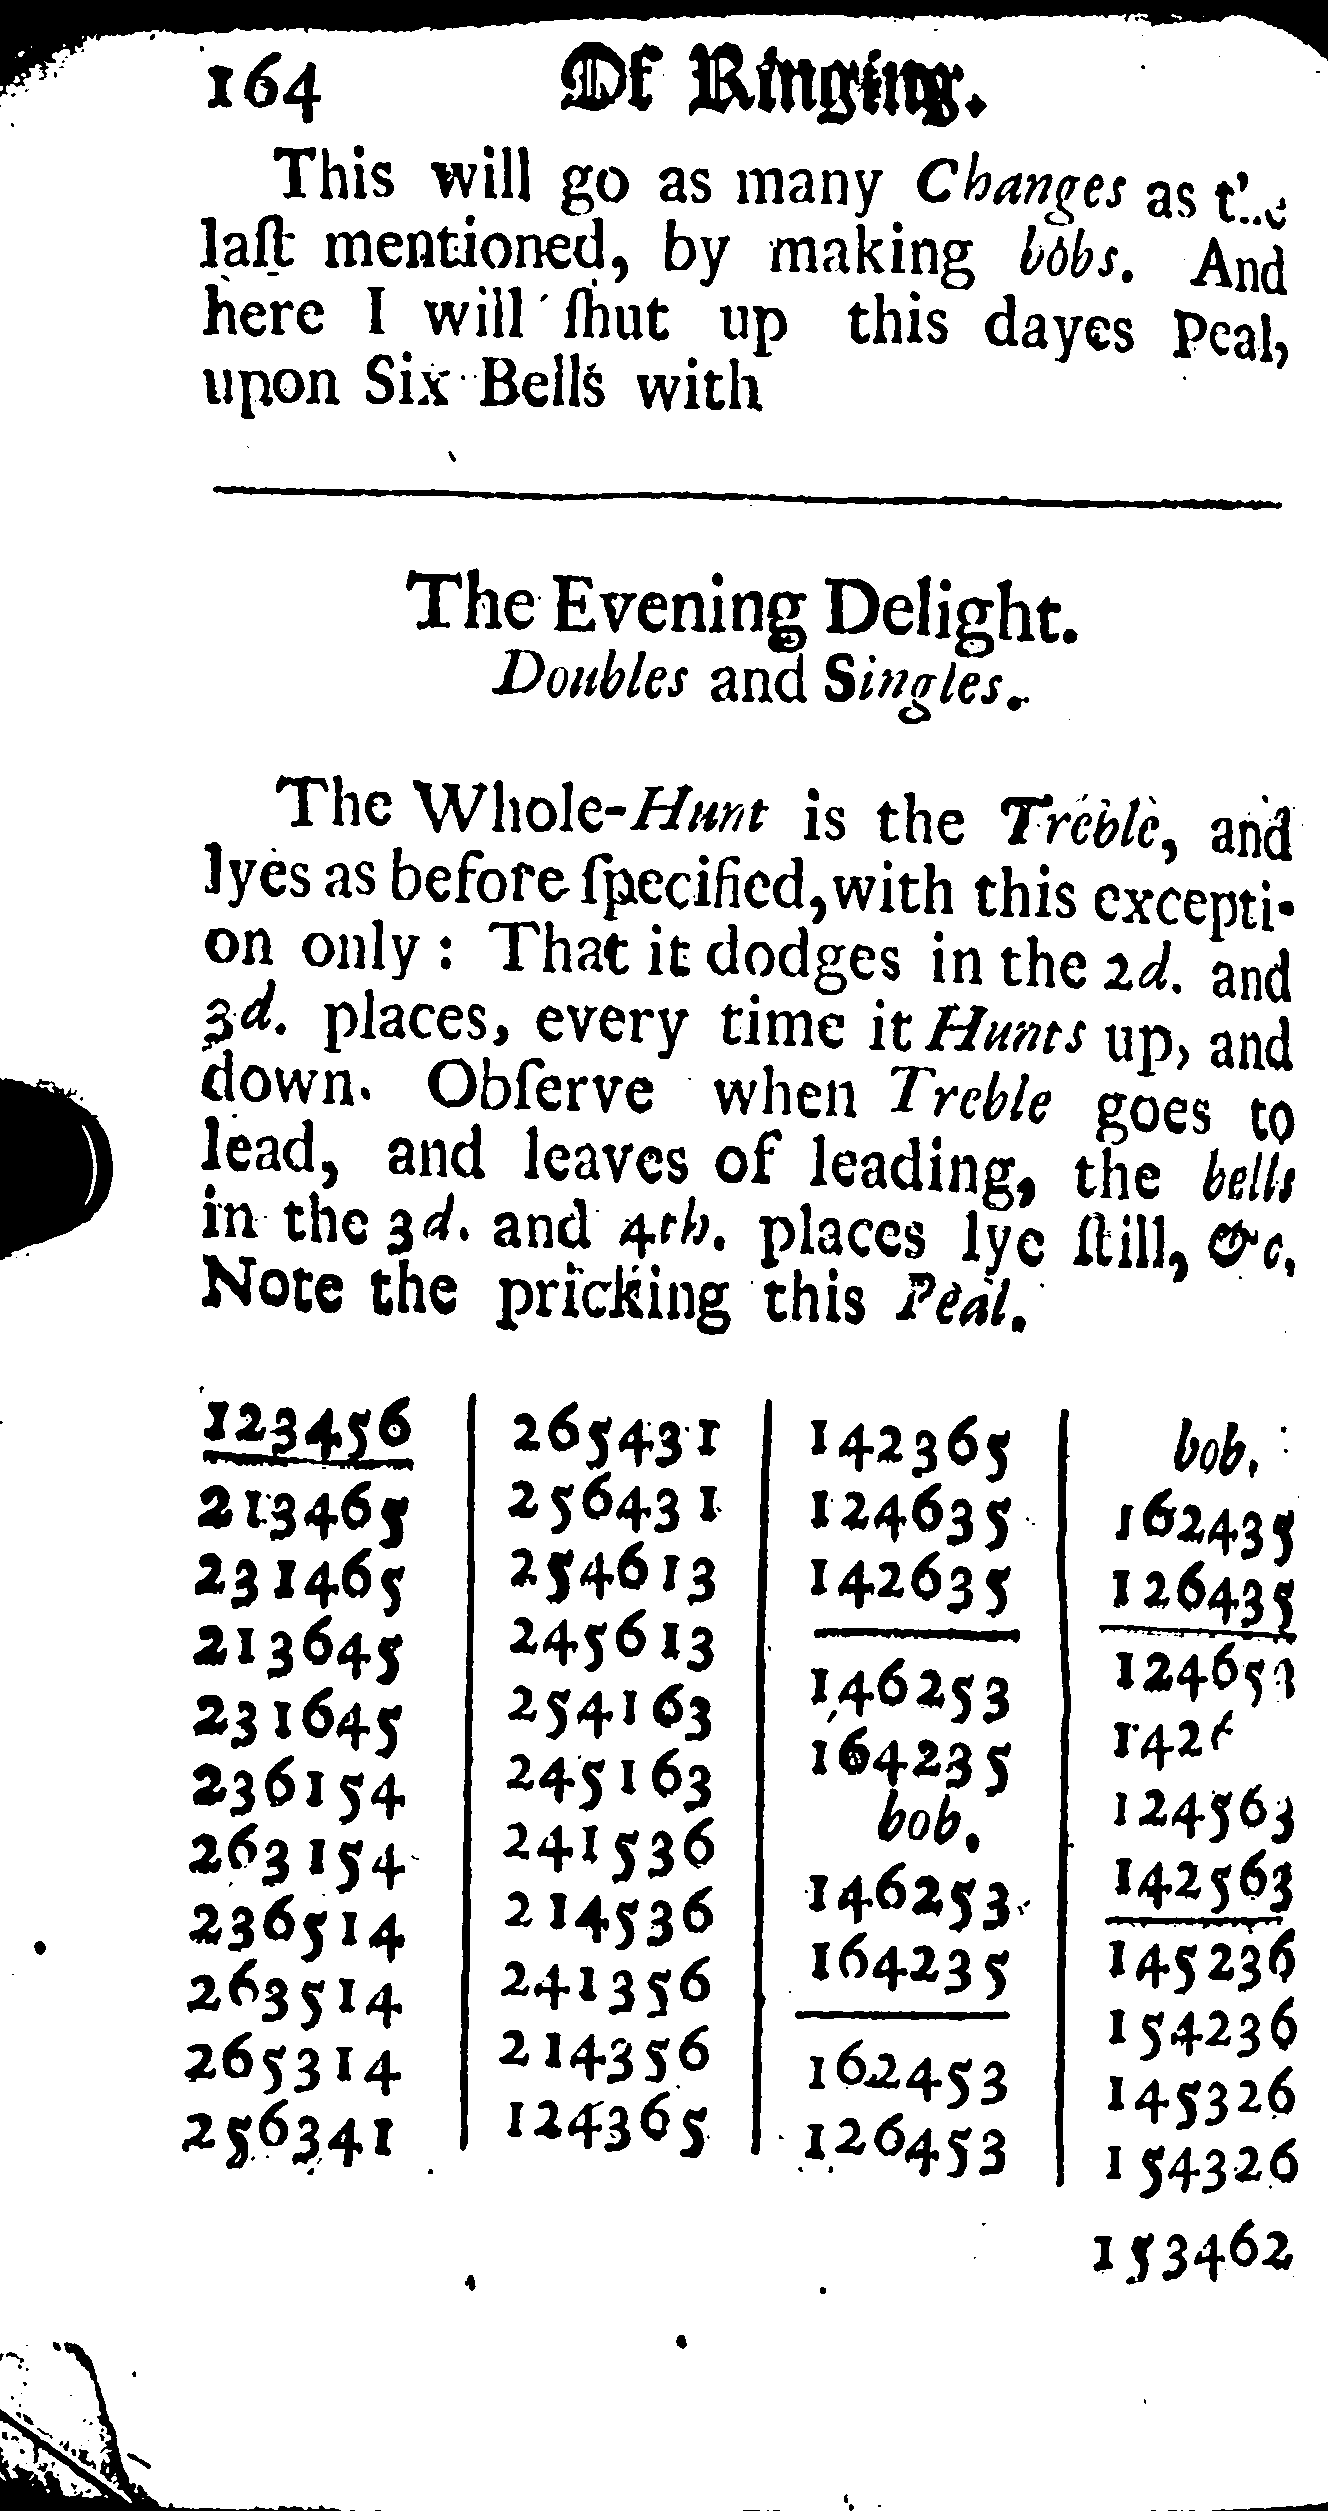 164 Of Ringing.
This will go as many Changes as the
laſt mentioned, by making bobs. And
here I will ſhut up this dayes Peal,
upon Six Bells with
The Evening Delight.
Doubles and Singles.
The Whole-Hunt is the Treble, and
lyes as before ſpecified, with this excepti-
on only: That it dodges in the 2d. and
3d. places, every time it Hunts up, and
down. Obſerve when Treble goes to
lead, and leaves of leading, the bells
in the 3d. and 4th. places lye ſtill, &c.
Note the pricking this Peal.
123456
213465
231465
213645
231645
236154
263154
236514
263514
265314
256341
265431
256431
254613
245613
254163
245163
241536
214536
241356
214356
124365
142365
124635
142635
146253
164235
bob.
146253
164235
162453
126453
bob.
162435
126435
124653
124563
142563
145236
154236
145326
154326
153462